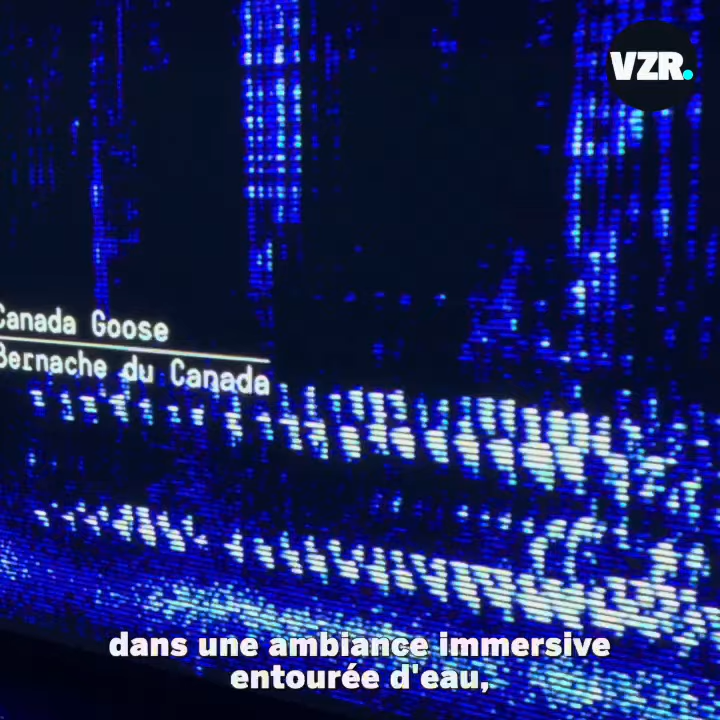 VZR.
Canada Goose
Bernache du Canada
dans une ambiance immersive
entourée d'eau,